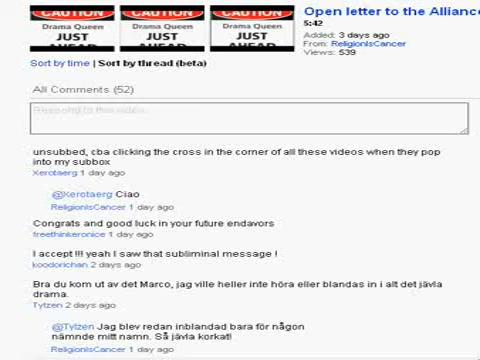 CAUTION CAUTION CAUTION
Drama Queen Drama Queen Drama Queen
JUST JUST JUST
AHEAD AHEAD AHEAD
Open letter to the Alliance
5:42
Added: 3 days ago
From: ReligionIsCancer
Views: 539
Sort by time | Sort by thread (beta)
All Comments (52)
Respond to this video...
unsubbed, cba clicking the cross in the corner of all these videos when they pop
into my subbox
Xerotaerg 1 day ago
@Xerotaerg Ciao
ReligionIsCancer 1 day ago
Congrats and good luck in your future endavors
freethinkeronice 1 day ago
I accept !!! yeah I saw that subliminal message !
koodorichan 2 days ago
Bra du kom ut av det Marco, jag ville heller inte höra eller blandas in i alt det jävla
drama.
Tytzen 2 days ago
@Tytzen Jag blev redan inblandad bara för någon
nämnde mitt namn. Så jävla korkat!
ReligionIsCancer 1 day ago